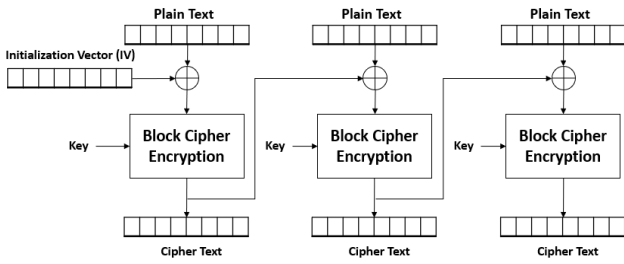 Plain Text
Plain Text
Plain Text
Initialization Vector (IV)
Key
Block Cipher
Encryption
Key
Block Cipher
Encryption
Key
Block Cipher
Encryption
Cipher Text
Cipher Text
Cipher Text